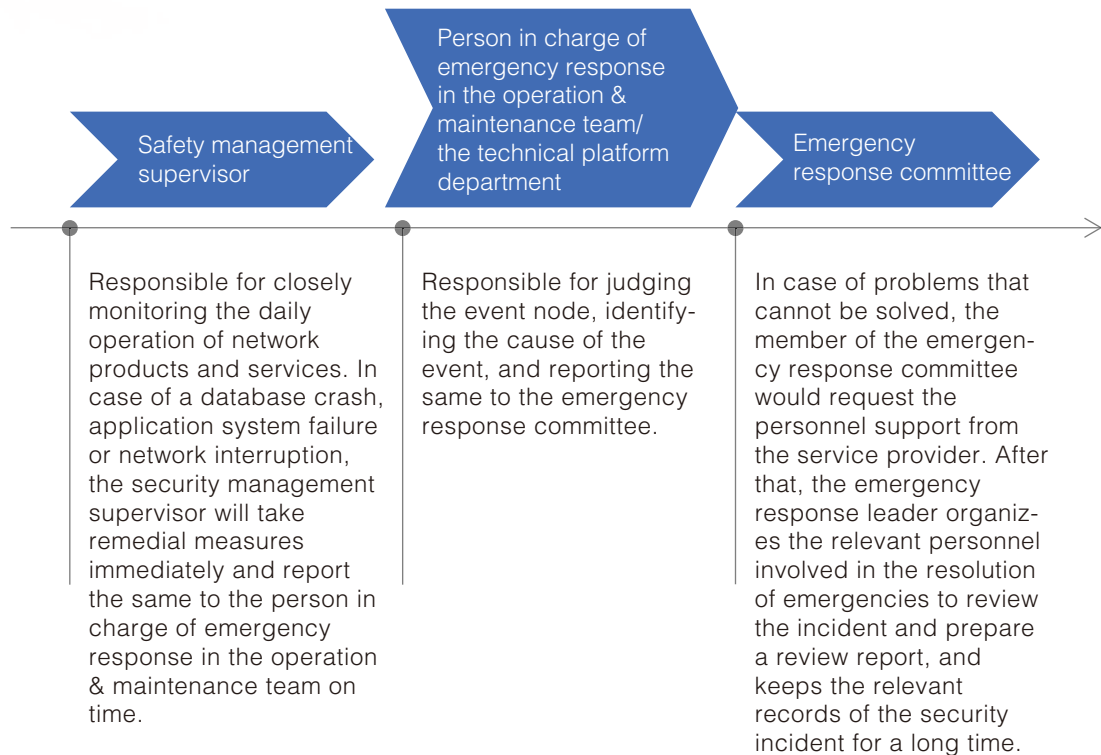 Safety management
supervisor
Person in charge of
emergency response
in the operation &
maintenance team/
the technical platform
department
Emergency
response committee
Responsible for closely
monitoring the daily
operation of network
products and services. In
case of a database crash,
application system failure
or network interruption,
the security management
supervisor will take
remedial measures
immediately and report
the same to the person in
charge of emergency
response in the operation
& maintenance team on
time.
Responsible for judging
the event node, identify-
ing the cause of the
event, and reporting the
same to the emergency
response committee.
In case of problems that
cannot be solved, the
member of the emergen-
cy response committee
would request the
personnel support from
the service provider. After
that, the emergency
response leader organiz-
es the relevant personnel
involved in the resolution
of emergencies to review
the incident and prepare
a review report, and
keeps the relevant
records of the security
incident for a long time.